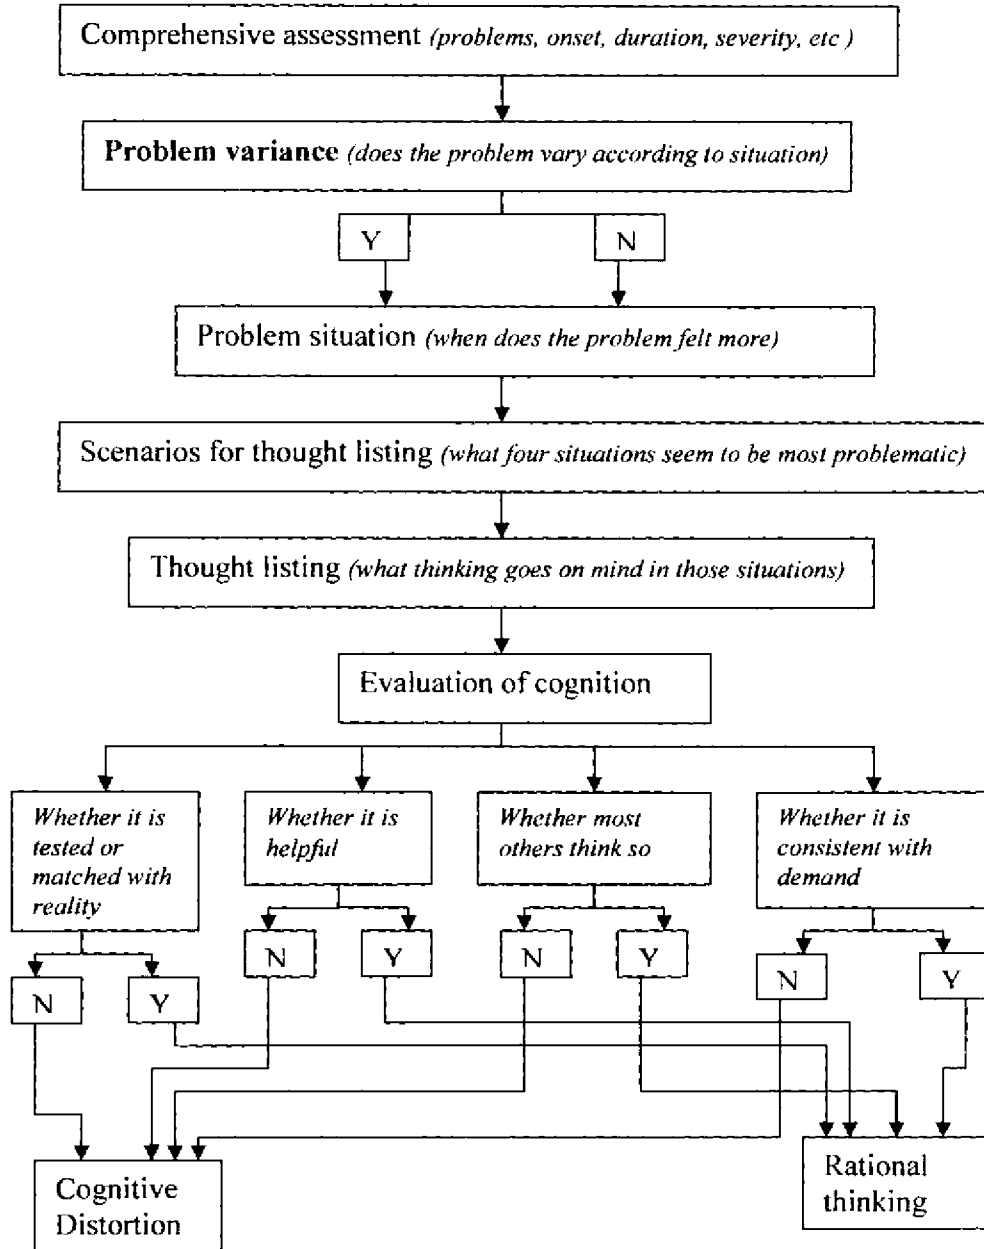 Comprehensive assessment (problems, onset, duration, severity, etc )
Problem variance (does the problem vary according to situation)
Y
N
Problem situation (when does the problem felt more)
Scenarios for thought listing (what four situations seem to be most problematic)
Thought listing (what thinking goes on mind in those situations)
Evaluation of cognition
Whether it is
tested or
matched with
reality
Whether it is
helpful
Whether most
others think so
Whether it is
consistent with
demand
N
Y
N
Y
N
Y
N
Y
Cognitive
Distortion
Rational
thinking